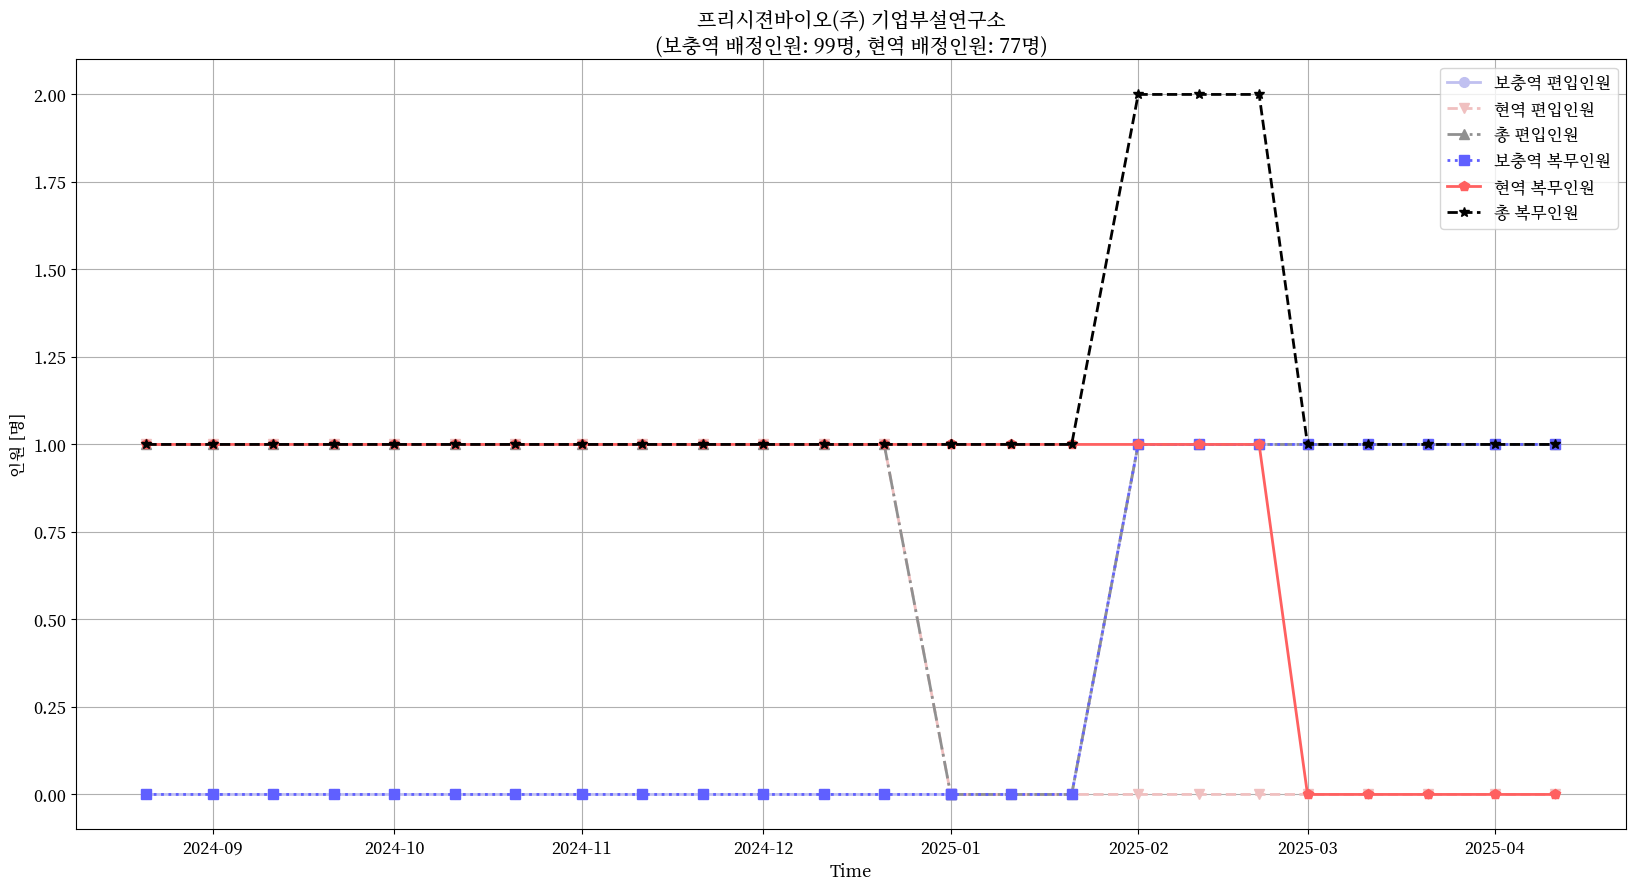 프리시젼바이오(주) 기업부설연구소
(보충역 배정인원: 99명, 현역 배정인원: 77명)
보충역 편입인원
현역 편입인원
총 편입인원
보충역 복무인원
현역 복무인원
총 복무인원
인원 [명]
2.00
1.75
1.50
1.25
1.00
0.75
0.50
0.25
0.00
2024-09
2024-10
2024-11
2024-12
2025-01
2025-02
2025-03
2025-04
Time